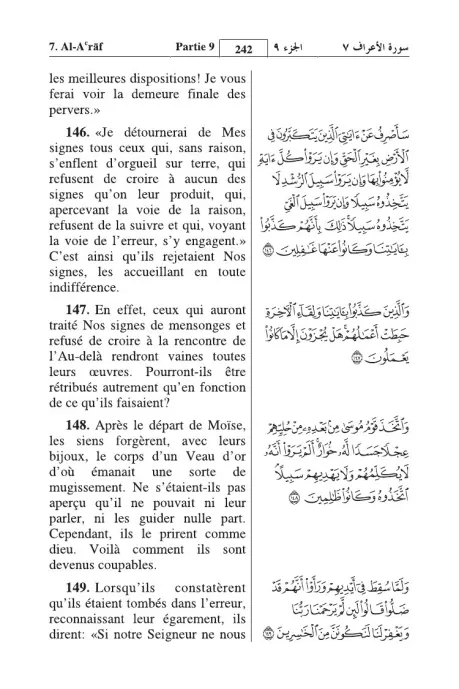 7. Al-Aʿrāf Partie 9 242 الجزء ٩ سورة الأعراف ٧
les meilleures dispositions! Je vous
ferai voir la demeure finale des
pervers.»
146. «Je détournerai de Mes
signes tous ceux qui, sans raison,
s’enflent d’orgueil sur terre, qui
refusent de croire à aucun des
signes qu’on leur produit, qui,
apercevant la voie de la raison,
refusent de la suivre et qui, voyant
la voie de l’erreur, s’y engagent.»
C’est ainsi qu’ils rejetaient Nos
signes, les accueillant en toute
indifférence.
147. En effet, ceux qui auront
traité Nos signes de mensonges et
refusé de croire à la rencontre de
l’Au-delà rendront vaines toutes
leurs œuvres. Pourront-ils être
rétribués autrement qu’en fonction
de ce qu’ils faisaient?
148. Après le départ de Moïse,
les siens forgèrent, avec leurs
bijoux, le corps d’un Veau d’or
d’où émanait une sorte de
mugissement. Ne s’étaient-ils pas
aperçu qu’il ne pouvait ni leur
parler, ni les guider nulle part.
Cependant, ils le prirent comme
dieu. Voilà comment ils sont
devenus coupables.
149. Lorsqu’ils constatèrent
qu’ils étaient tombés dans l’erreur,
reconnaissant leur égarement, ils
dirent: «Si notre Seigneur ne nous
سَأَصْرِفُ عَنْ ءَايَٰتِىَ ٱلَّذِينَ يَتَكَبَّرُونَ فِى
ٱلْأَرْضِ بِغَيْرِ ٱلْحَقِّ وَإِن يَرَوْا۟ كُلَّ ءَايَةٍ
لَّا يُؤْمِنُوا۟ بِهَا وَإِن يَرَوْا۟ سَبِيلَ ٱلرُّشْدِ لَا
يَتَّخِذُوهُ سَبِيلًا وَإِن يَرَوْا۟ سَبِيلَ ٱلْغَىِّ
يَتَّخِذُوهُ سَبِيلًا ذَٰلِكَ بِأَنَّهُمْ كَذَّبُوا۟
بِـَٔايَٰتِنَا وَكَانُوا۟ عَنْهَا غَٰفِلِينَ ١٤٦
وَٱلَّذِينَ كَذَّبُوا۟ بِـَٔايَٰتِنَا وَلِقَآءِ ٱلْءَاخِرَةِ
حَبِطَتْ أَعْمَٰلُهُمْ هَلْ يُجْزَوْنَ إِلَّا مَا كَانُوا۟
يَعْمَلُونَ ١٤٧
وَٱتَّخَذَ قَوْمُ مُوسَىٰ مِنۢ بَعْدِهِۦ مِنْ حُلِيِّهِمْ
عِجْلًا جَسَدًا لَّهُۥ خُوَارٌ أَلَمْ يَرَوْا۟ أَنَّهُۥ
لَا يُكَلِّمُهُمْ وَلَا يَهْدِيهِمْ سَبِيلًا
ٱتَّخَذُوهُ وَكَانُوا۟ ظَٰلِمِينَ ١٤٨
وَلَمَّا سُقِطَ فِىٓ أَيْدِيهِمْ وَرَأَوْا۟ أَنَّهُمْ قَدْ
ضَلُّوا۟ قَالُوا۟ لَئِن لَّمْ يَرْحَمْنَا رَبُّنَا
وَيَغْفِرْ لَنَا لَنَكُونَنَّ مِنَ ٱلْخَٰسِرِينَ ١٤٩